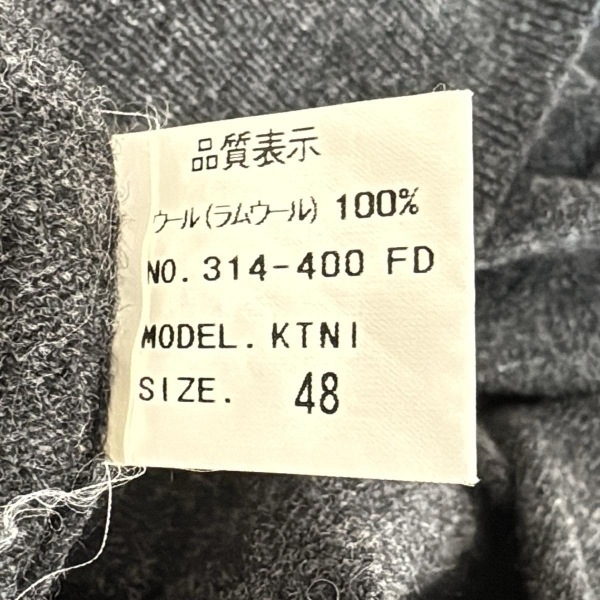 品質表示
ウール(ラムウール) 100%
NO. 314-400 FD
MODEL. KTNI
SIZE. 48